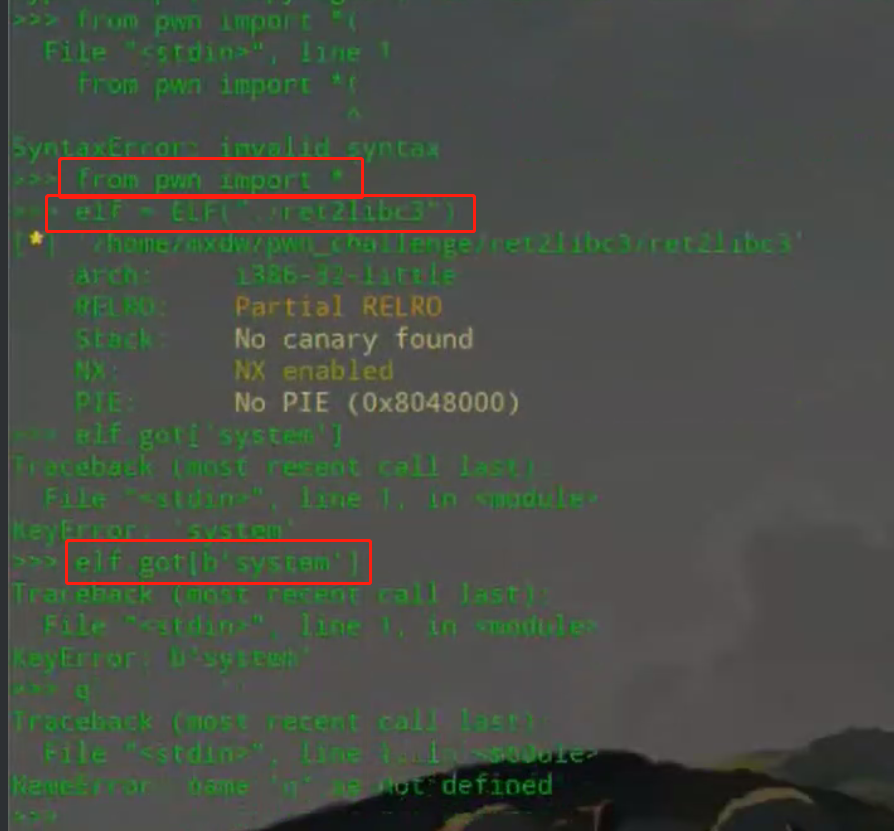 >>> from pwn import *(
  File "<stdin>", line 1
    from pwn import *(
                     ^
SyntaxError: invalid syntax
>>> from pwn import *
>>> elf = ELF("./ret2libc3")
[*] '/home/mxdw/pwn_challenge/ret2libc3/ret2libc3'
    Arch:     i386-32-little
    RELRO:    Partial RELRO
    Stack:    No canary found
    NX:       NX enabled
    PIE:      No PIE (0x8048000)
>>> elf.got['system']
Traceback (most recent call last):
  File "<stdin>", line 1, in <module>
KeyError: 'system'
>>> elf.got[b'system']
Traceback (most recent call last):
  File "<stdin>", line 1, in <module>
KeyError: b'system'
>>> q
Traceback (most recent call last):
  File "<stdin>", line 1, in <module>
NameError: name 'q' is not defined
>>>